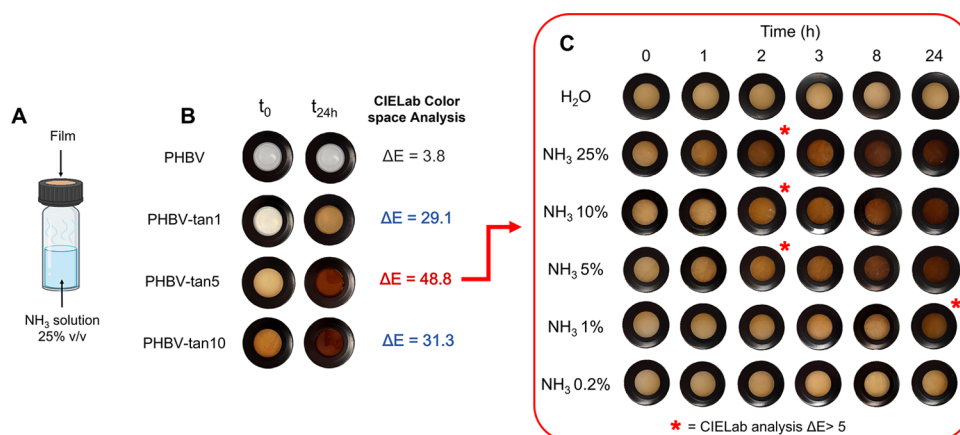 A
Film
NH₃ solution
25% v/v
B
t₀
t₂₄ₕ
CIELab Color
space Analysis
PHBV
ΔE = 3.8
PHBV-tan1
ΔE = 29.1
PHBV-tan5
ΔE = 48.8
PHBV-tan10
ΔE = 31.3
C
Time (h)
0 1 2 3 8 24
H₂O
*
NH₃ 25%
*
NH₃ 10%
*
NH₃ 5%
*
NH₃ 1%
NH₃ 0.2%
* = CIELab analysis ΔE> 5